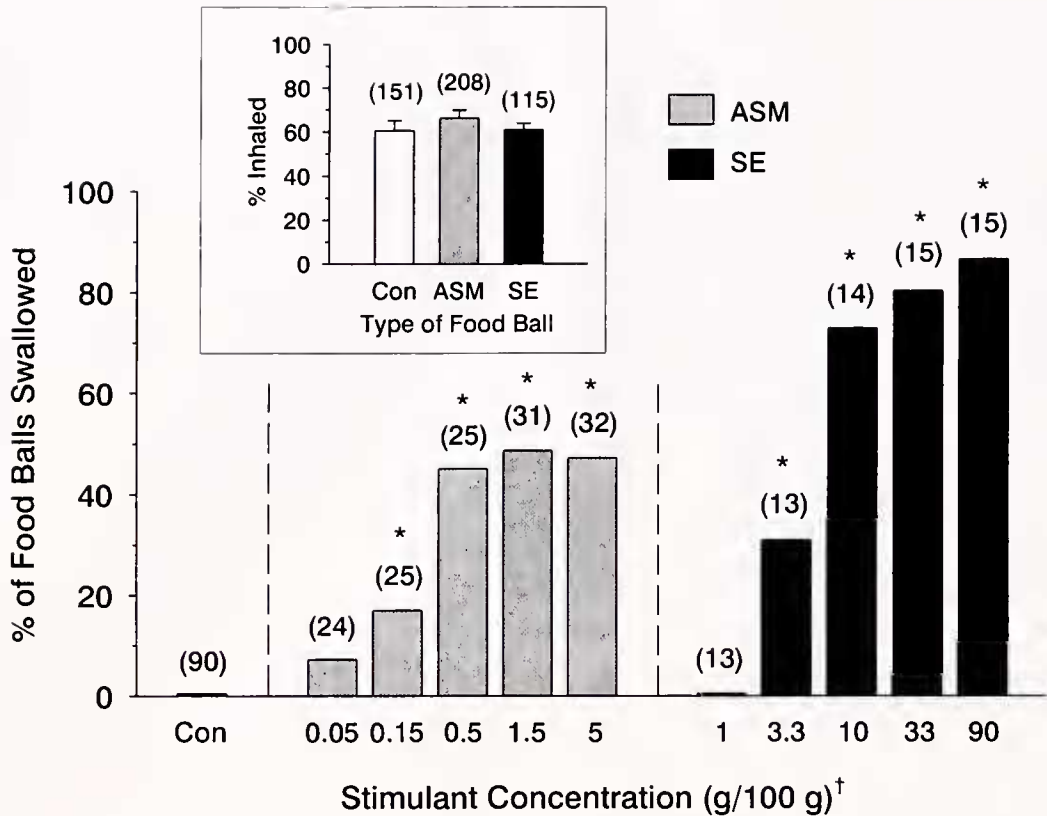 100
80
60
40
20
0
% Inhaled
(151) (208) (115)
Con ASM SE
Type of Food Ball
ASM
SE
100
80
60
40
20
0
% of Food Balls Swallowed
(90) (24) (25) (25) (31) (32) (13) (13) (14) (15) (15)
* * * * * * * *
Con 0.05 0.15 0.5 1.5 5 1 3.3 10 33 90
Stimulant Concentration (g/100 g)†